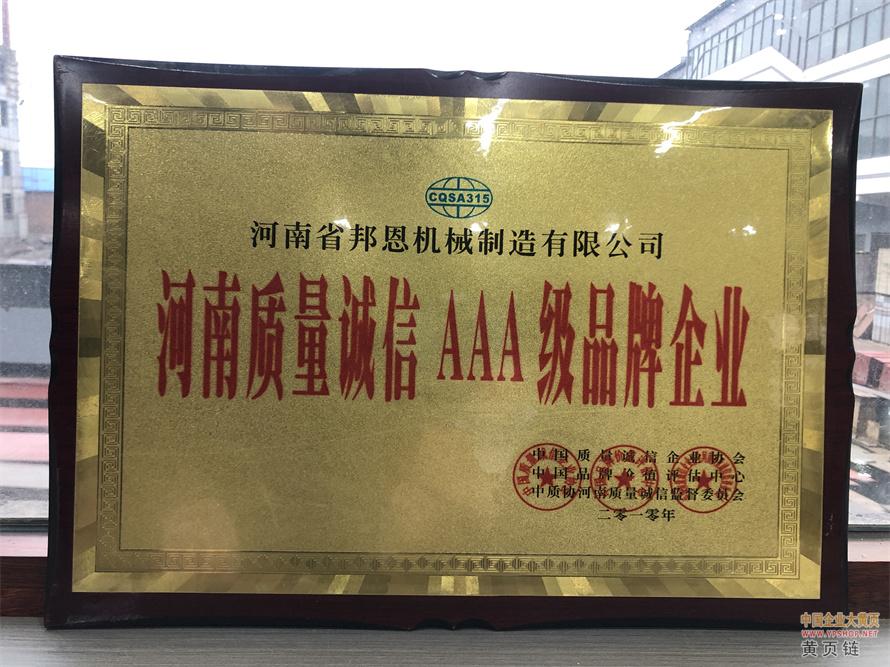 CQSA315
河南省邦恩机械制造有限公司
河南质量诚信 AAA 级品牌企业
中国质量诚信企业协会
中国品牌价值评估中心
中质协河南质量诚信监督委员会
二零一零年
中国企业大黄页
WWW.YPSHOP.NET
黄页链